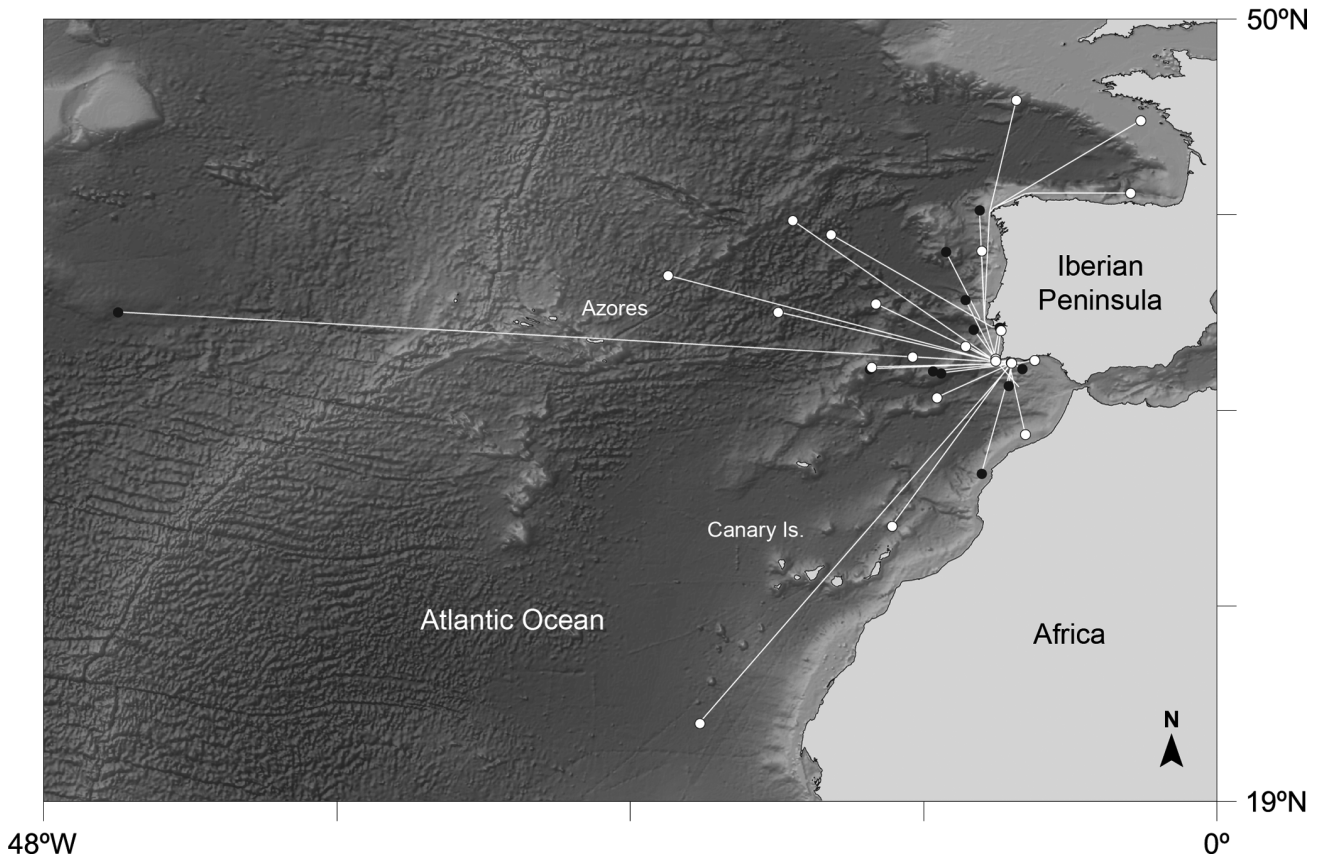 50ºN
Iberian
Peninsula
Azores
Canary Is.
Atlantic Ocean
Africa
N
19ºN
48ºW
0º